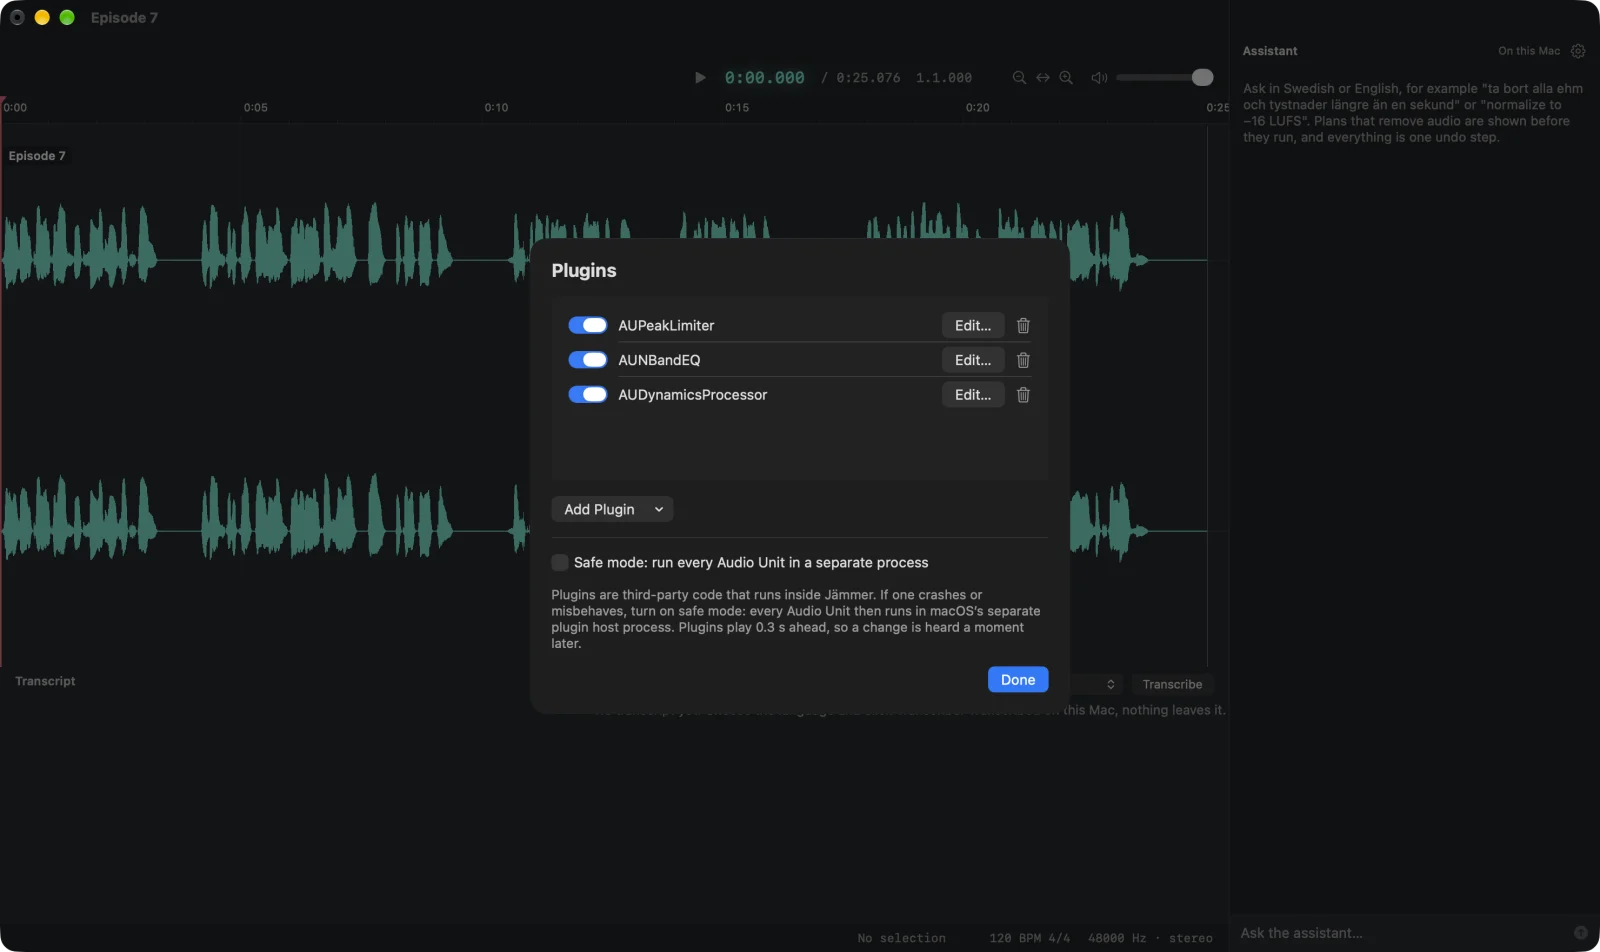 Episode 7
0:00.000 / 0:25.076 1.1.000
0:00 0:05 0:10 0:15 0:20 0:25
Episode 7
Plugins
AUPeakLimiter Edit...
AUNBandEQ Edit...
AUDynamicsProcessor Edit...
Add Plugin
Safe mode: run every Audio Unit in a separate process
Plugins are third-party code that runs inside Jämmer. If one crashes or
misbehaves, turn on safe mode: every Audio Unit then runs in macOS's separate
plugin host process. Plugins play 0.3 s ahead, so a change is heard a moment
later.
Done
Transcript
Transcribe
this Mac, nothing leaves it.
No selection 120 BPM 4/4 48000 Hz · stereo
Assistant On this Mac
Ask in Swedish or English, for example "ta bort alla ehm
och tystnader längre än en sekund" or "normalize to
−16 LUFS". Plans that remove audio are shown before
they run, and everything is one undo step.
Ask the assistant...